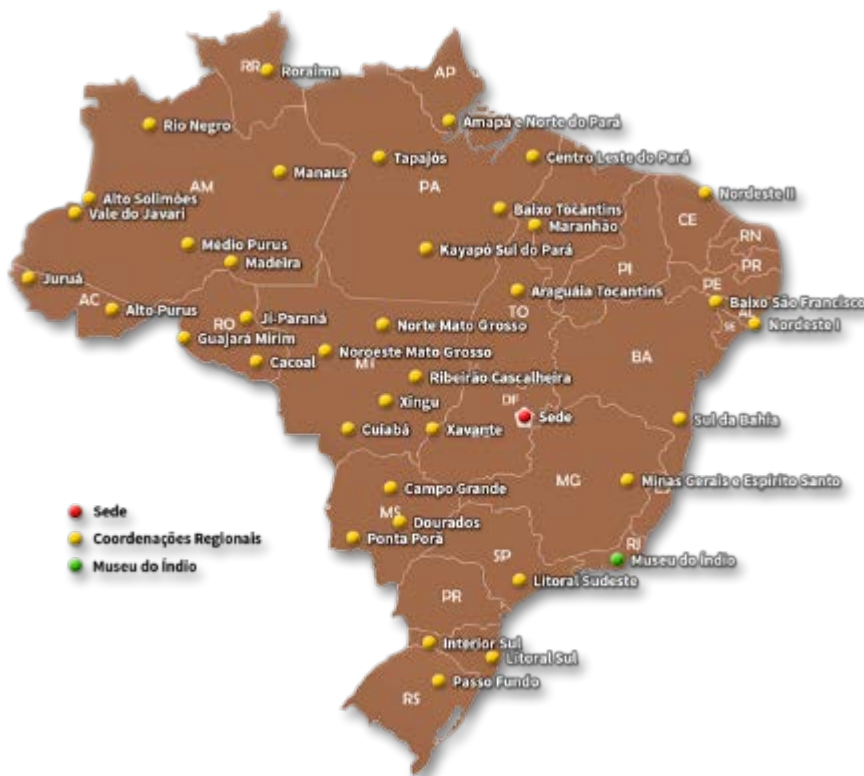 RR
Roraima
AP
Amapá e Norte do Pará
Rio Negro
Tapajós
Centro Leste do Pará
Manaus
AM
PA
Alto Solimões
Nordeste II
Vale do Javari
Baixo Tocantins
CE
Maranhão
RN
Médio Purus
Kayapó Sul do Pará
Madeira
PI
PR
Juruá
PE
Araguáia Tocantins
AC
Baixo São Francisco
Alto Purus
TO
AL
RO
Ji-Paraná
Norte Mato Grosso
SE
Nordeste I
Guajará Mirim
Noroeste Mato Grosso
BA
Cacoal
MT
Ribeirão Cascalheira
Xingu
DF
Sede
Sul da Bahia
Cuiabá
Xavante
MG
Minas Gerais e Espírito Santo
Campo Grande
MS
Dourados
Ponta Porã
RJ
SP
Museu do Índio
Litoral Sudeste
PR
Interior Sul
Litoral Sul
Passo Fundo
RS
Sede
Coordenações Regionais
Museu do Índio